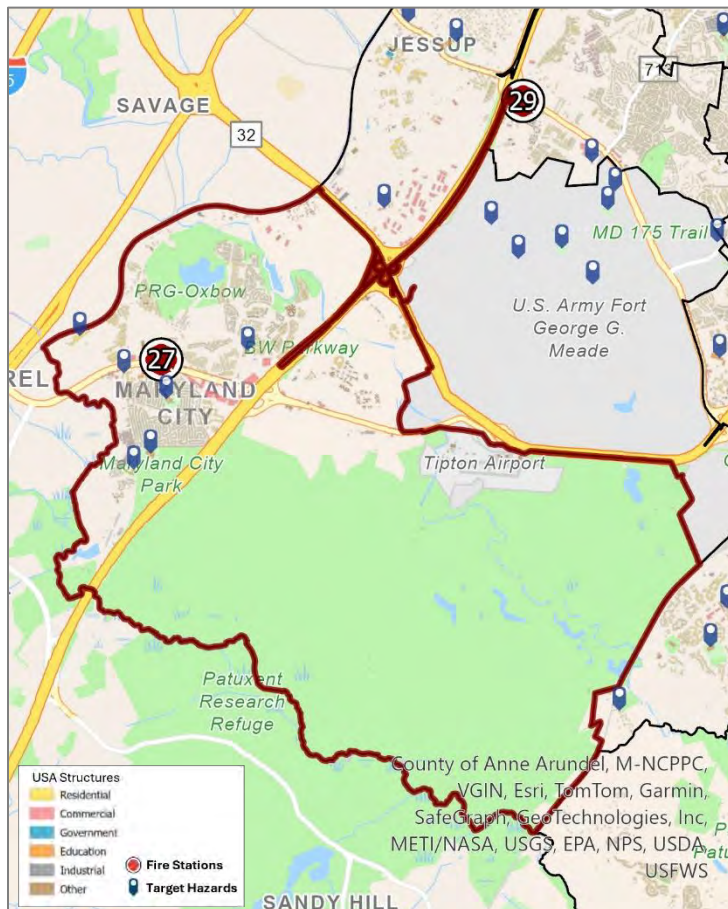 JESSUP
713
29
SAVAGE
32
MD 175 Trail
PRG-Oxbow
U.S. Army Fort
George G.
Meade
27
BW Parkway
REL
MARYLAND
CITY
Maryland City
Park
Tipton Airport
Patuxent
Research
Refuge
County of Anne Arundel, M-NCPPC,
VGIN, Esri, TomTom, Garmin,
SafeGraph, GeoTechnologies, Inc,
METI/NASA, USGS, EPA, NPS, USDA,
USFWS
USA Structures
Residential
Commercial
Government
Education
Industrial
Other
Fire Stations
Target Hazards
SANDY HILL